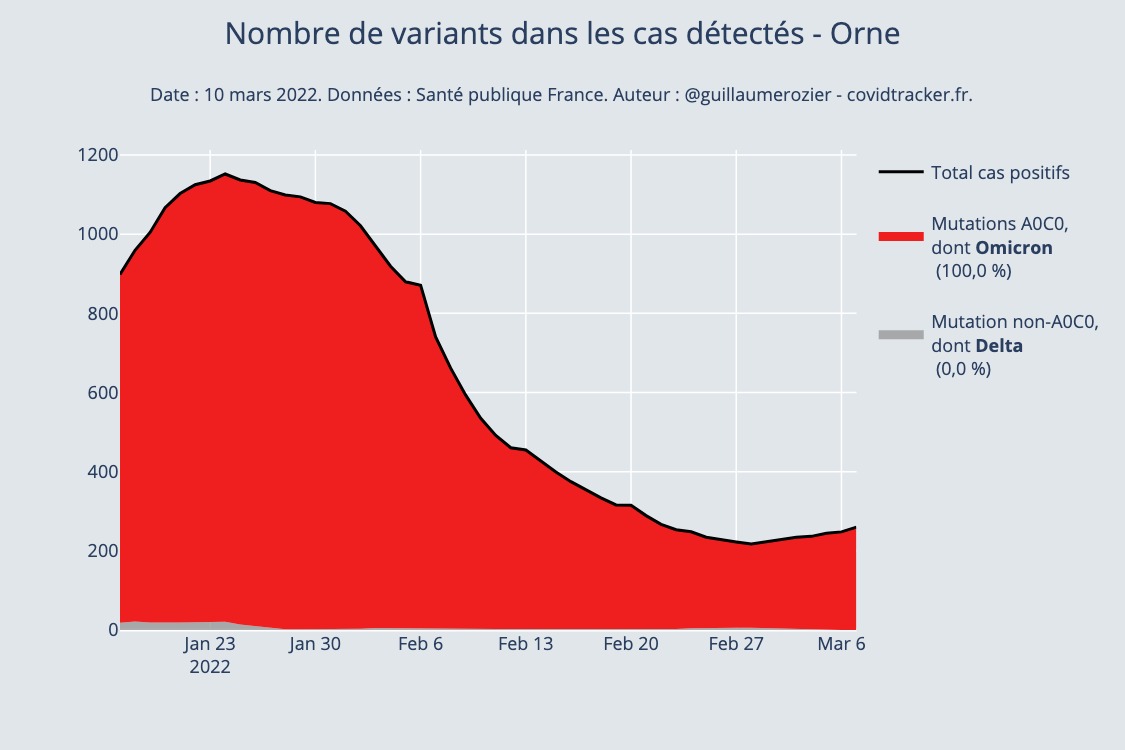 Nombre de variants dans les cas détectés - Orne
Date : 10 mars 2022. Données : Santé publique France. Auteur : @guillaumerozier - covidtracker.fr.
1200
1000
800
600
400
200
0
Jan 23
2022
Jan 30
Feb 6
Feb 13
Feb 20
Feb 27
Mar 6
Total cas positifs
Mutations A0C0,
dont Omicron
(100,0 %)
Mutation non-A0C0,
dont Delta
(0,0 %)